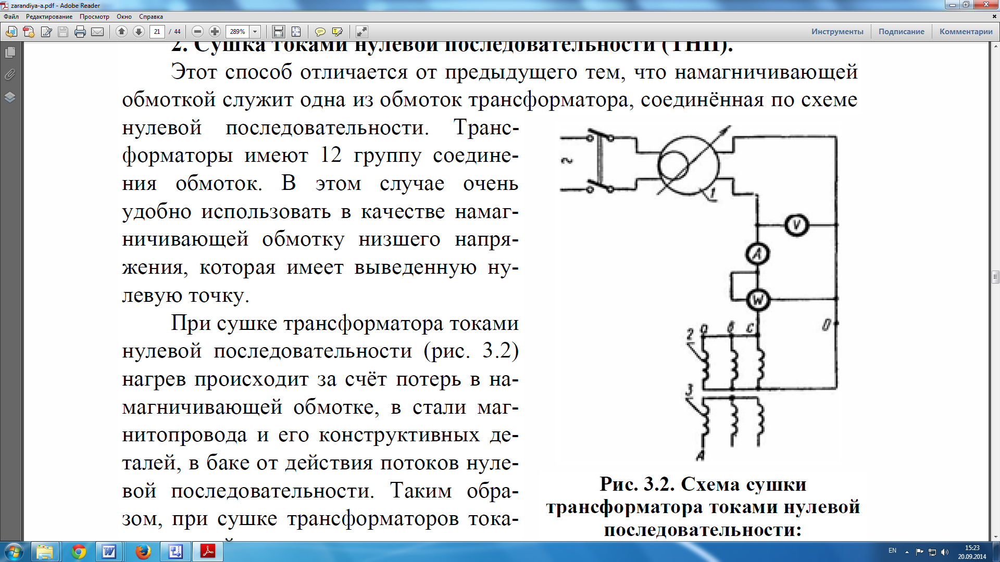 zarandiya-a.pdf - Adobe Reader
Файл Редактирование Просмотр Окно Справка
21 / 44 289% Инструменты Подписание Комментарии
2. Сушка токами нулевой последовательности (ТНП).
Этот способ отличается от предыдущего тем, что намагничивающей
обмоткой служит одна из обмоток трансформатора, соединённая по схеме
нулевой последовательности. Транс-
форматоры имеют 12 группу соедине-
ния обмоток. В этом случае очень
удобно использовать в качестве намаг-
ничивающей обмотку низшего напря-
жения, которая имеет выведенную ну-
левую точку.
При сушке трансформатора токами
нулевой последовательности (рис. 3.2)
нагрев происходит за счёт потерь в на-
магничивающей обмотке, в стали маг-
нитопровода и его конструктивных де-
талей, в баке от действия потоков нуле-
вой последовательности. Таким обра-
зом, при сушке трансформаторов тока-
~
1
V
A
W
0
2 a в c
3
A
Рис. 3.2. Схема сушки
трансформатора токами нулевой
последовательности:
EN 15:23
20.09.2014